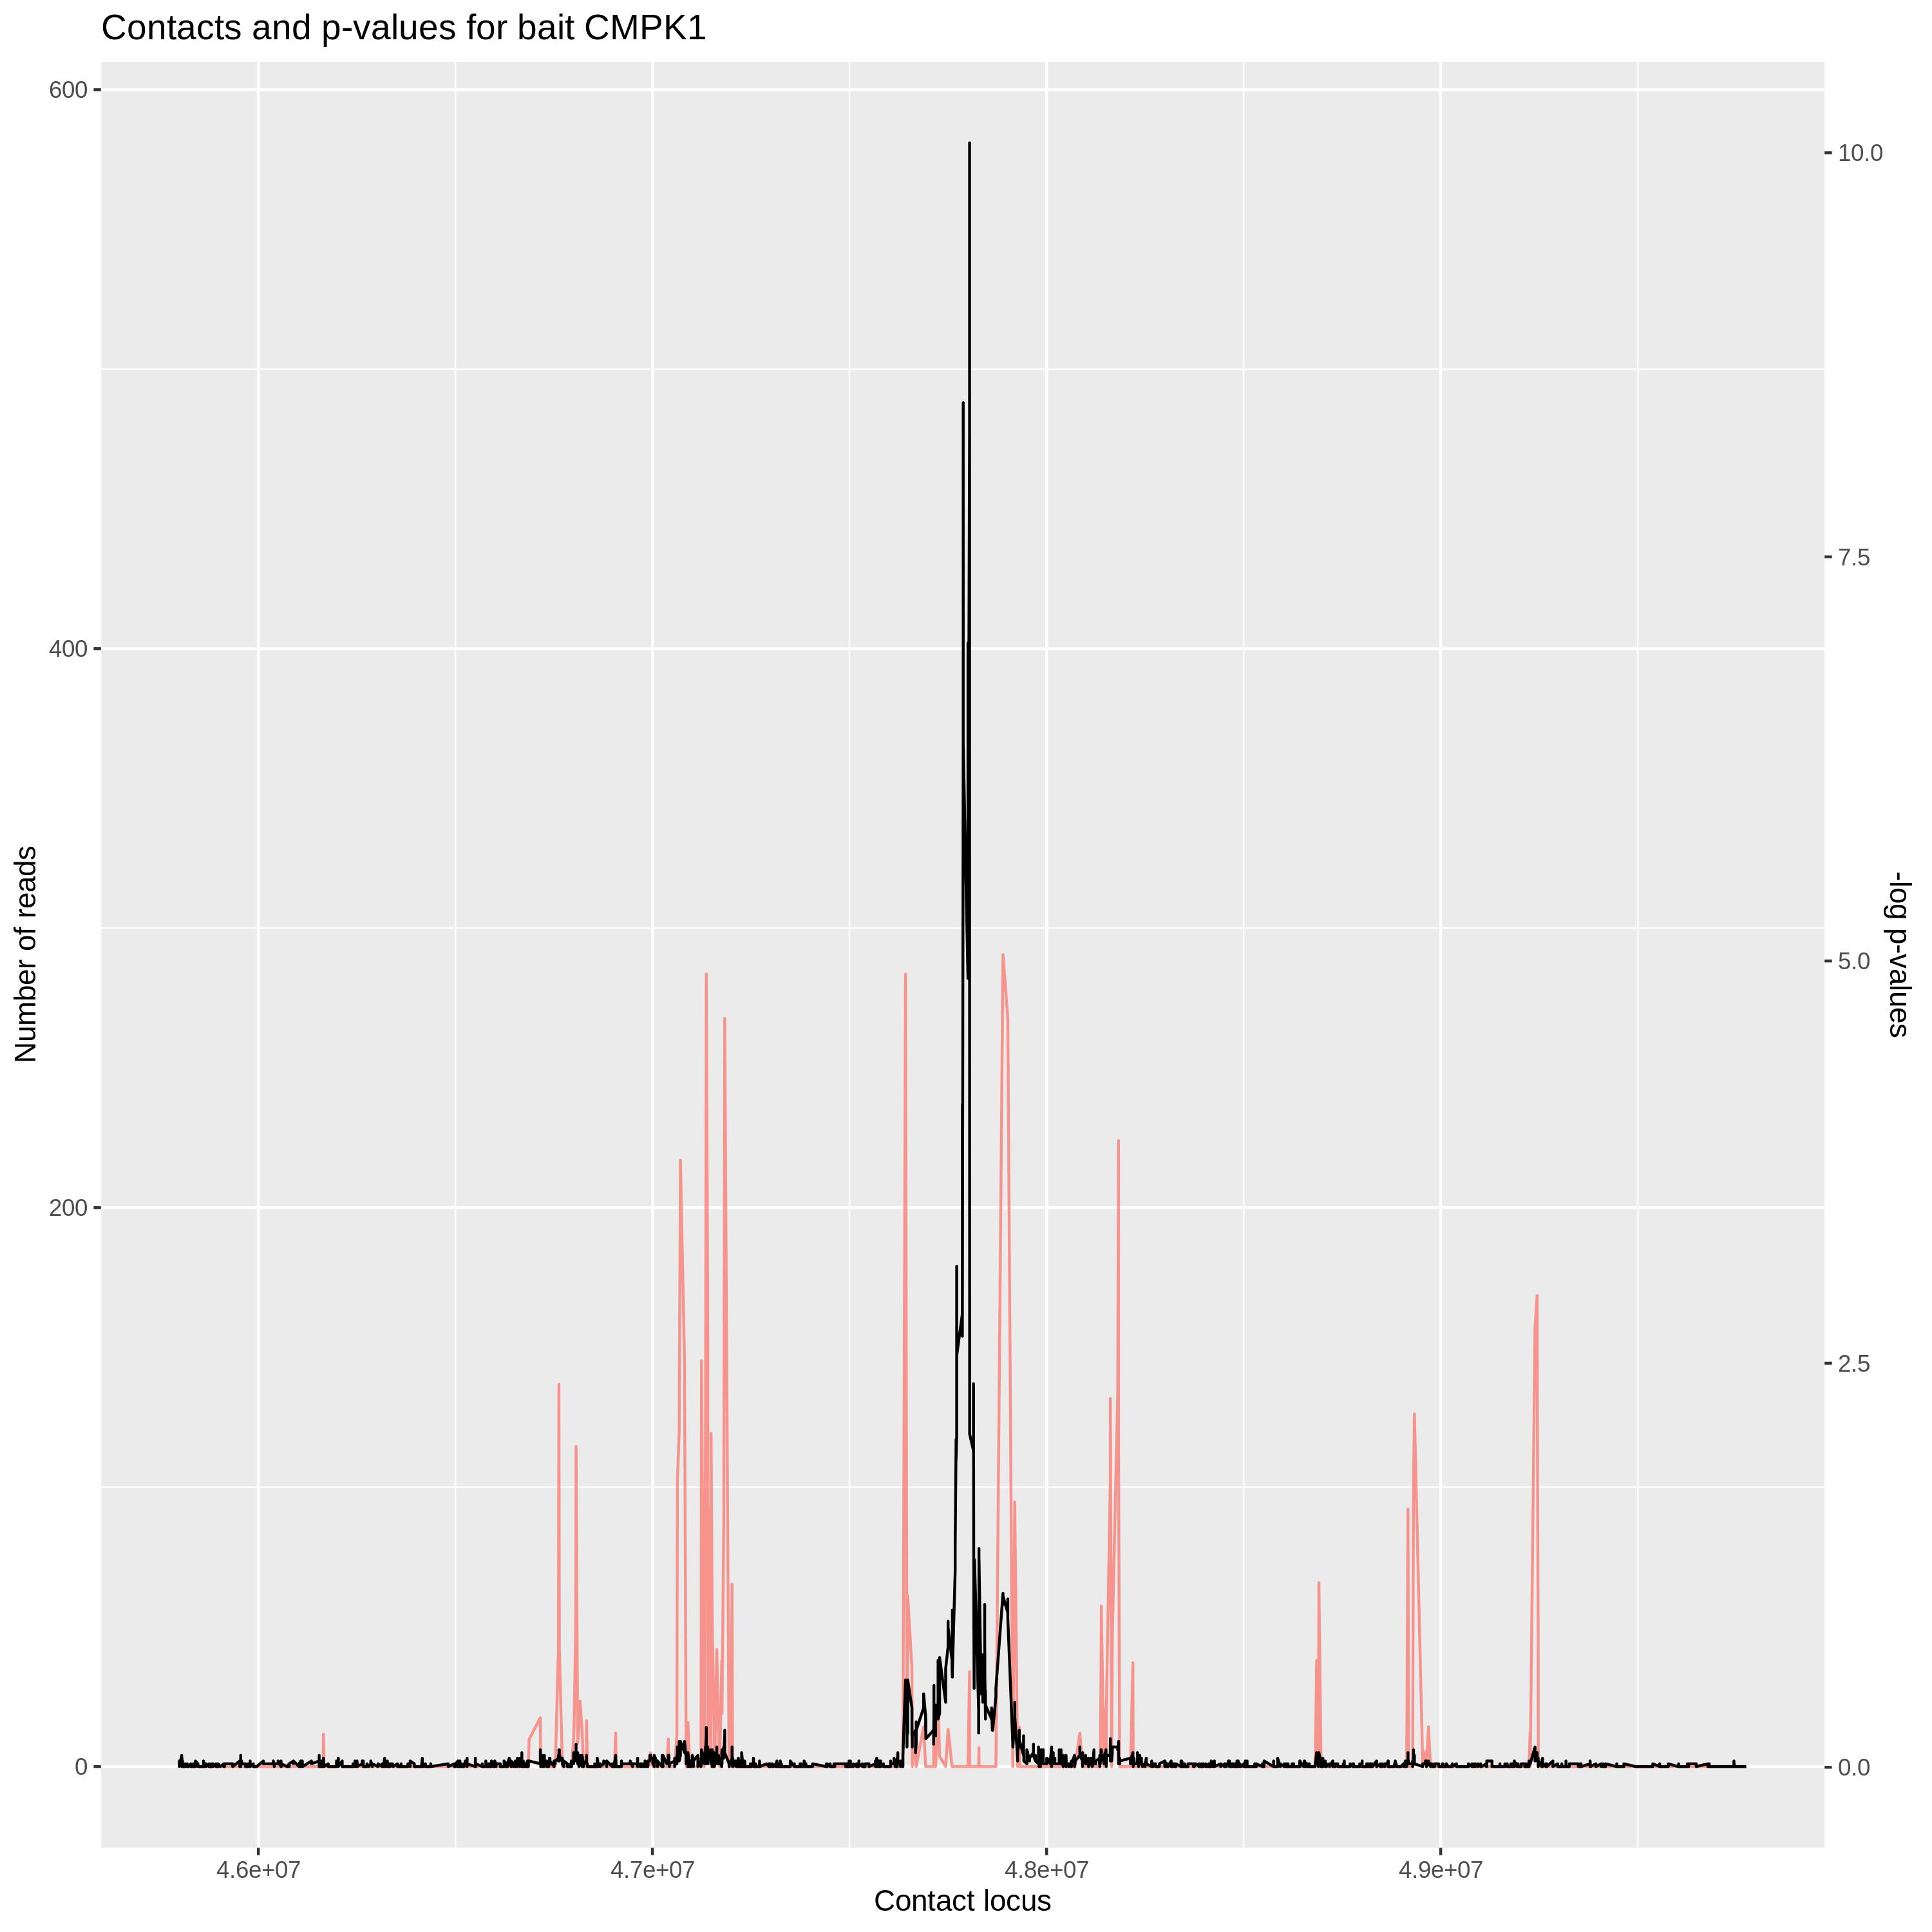 Contacts and p-values for bait CMPK1
600
400
200
0
Number of reads
10.0
7.5
5.0
2.5
0.0
-log p-values
4.6e+07
4.7e+07
4.8e+07
4.9e+07
Contact locus